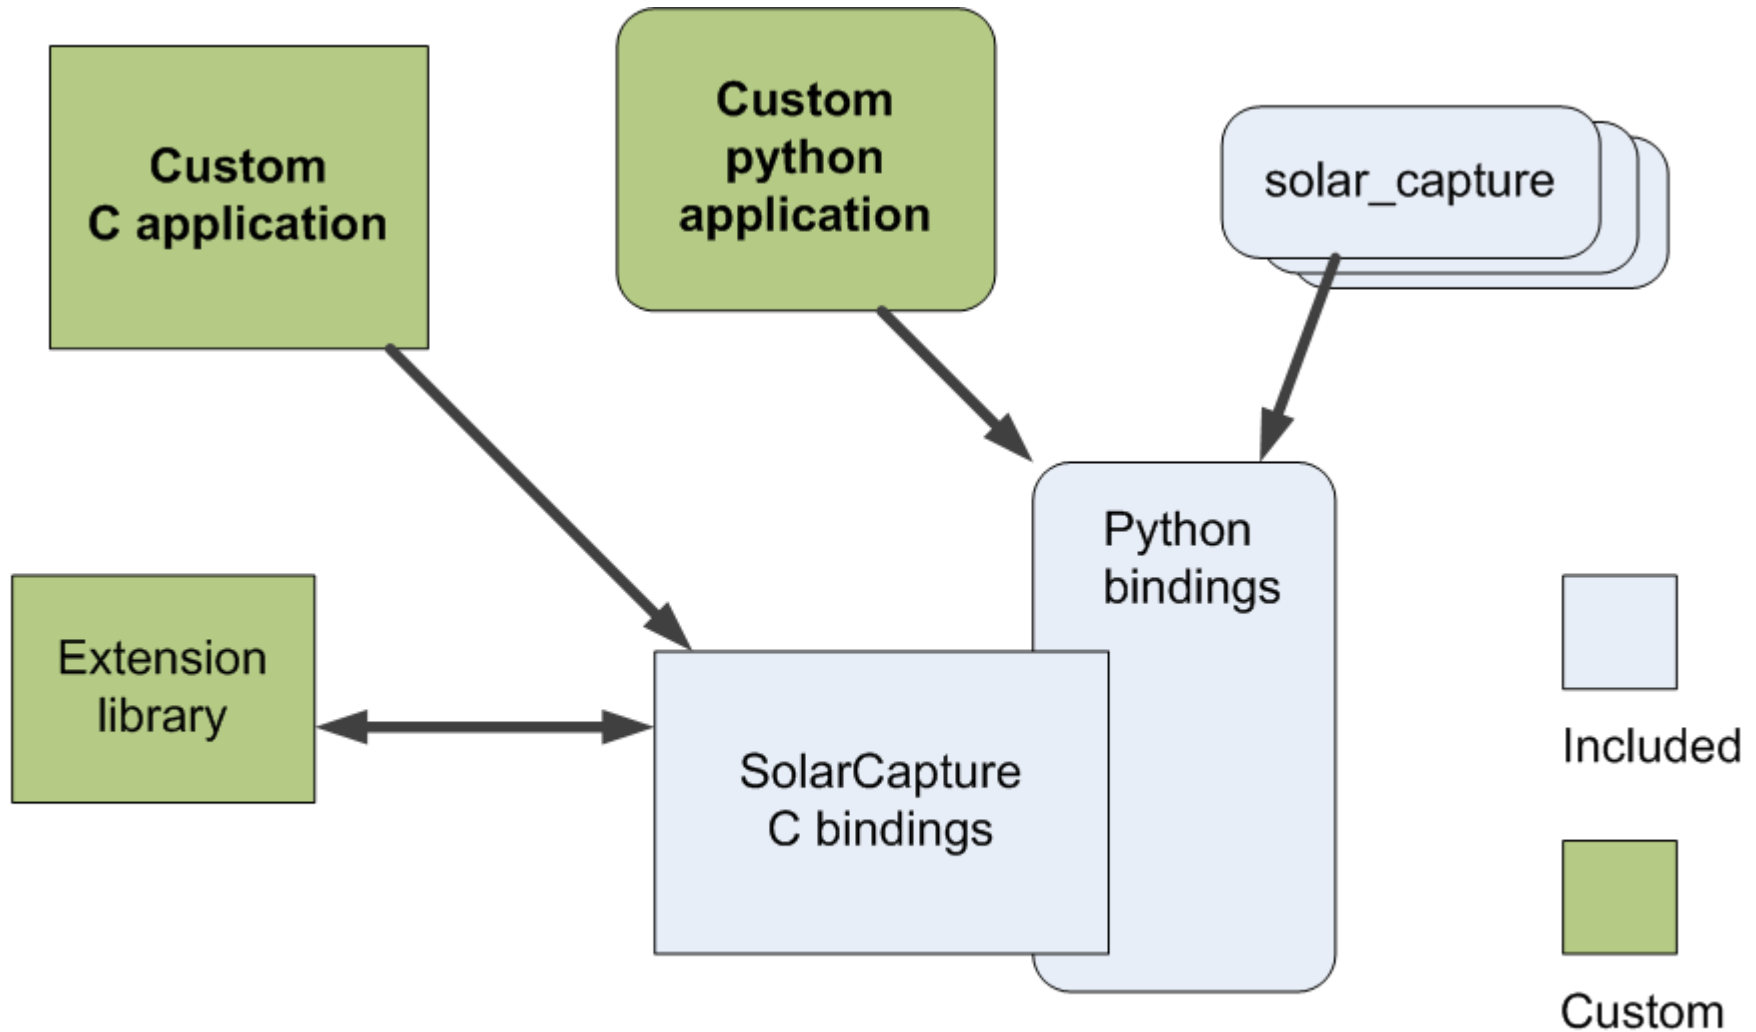 Custom
C application
Custom
python
application
solar_capture
Python
bindings
Extension
library
SolarCapture
C bindings
Included
Custom